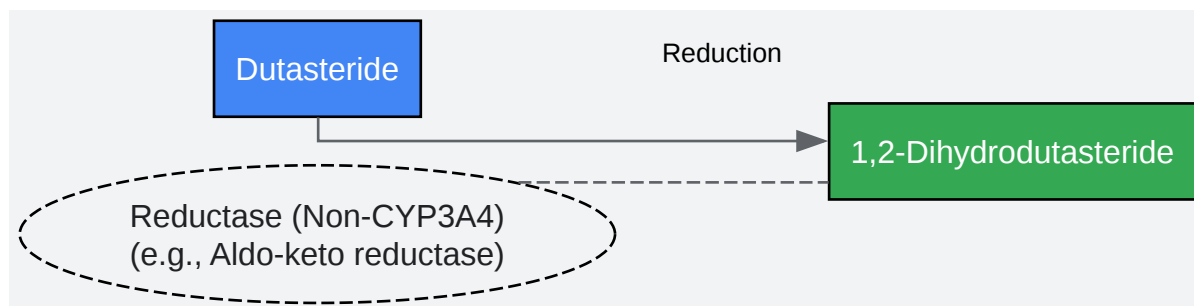 Dutasteride
Reduction
1,2-Dihydrodutasteride
Reductase (Non-CYP3A4)
(e.g., Aldo-keto reductase)